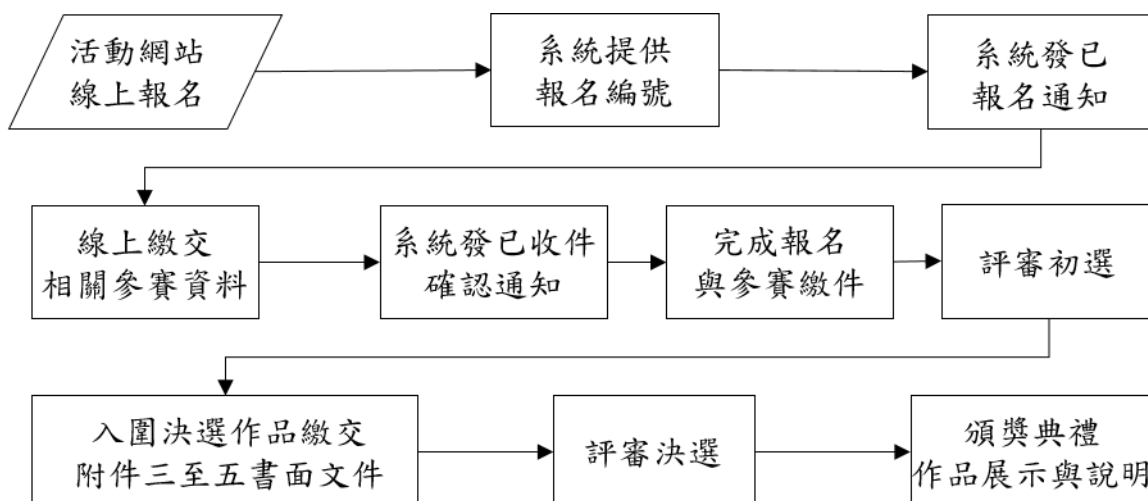 活動網站
線上報名
系統提供
報名編號
系統發已
報名通知
線上繳交
相關參賽資料
系統發已收件
確認通知
完成報名
與參賽繳件
評審初選
入圍決選作品繳交
附件三至五書面文件
評審決選
頒獎典禮
作品展示與說明